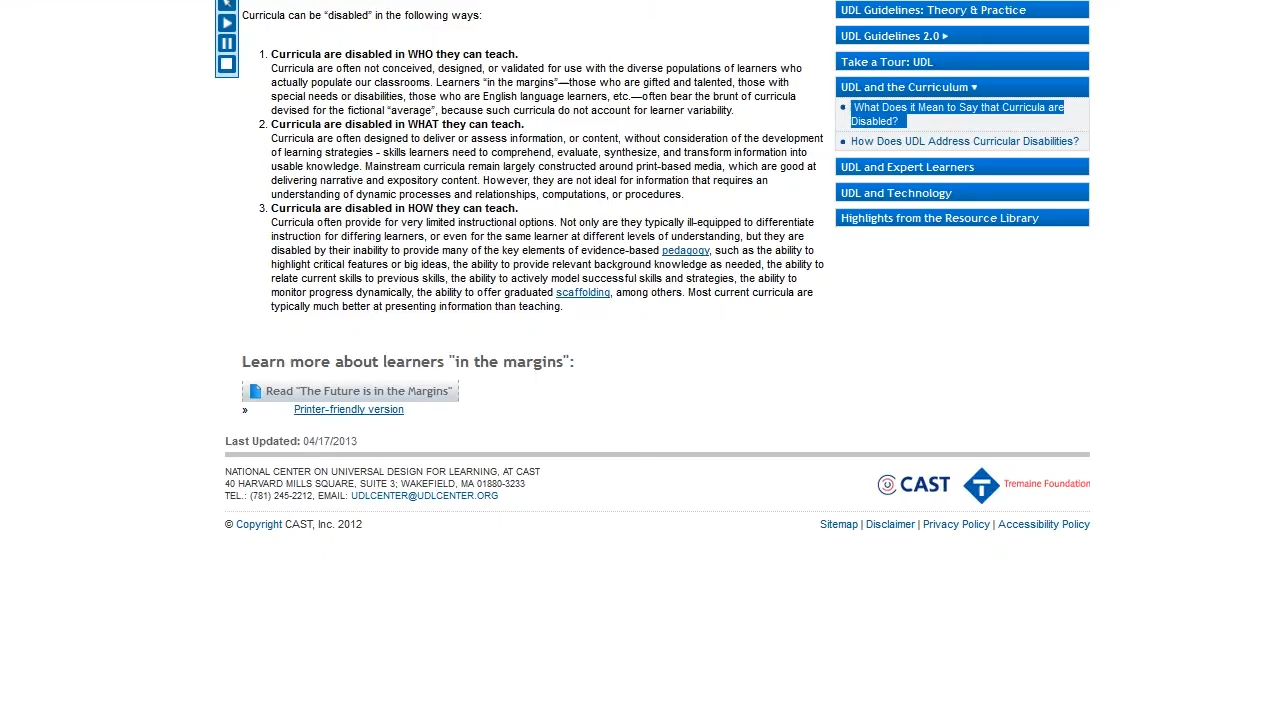 Curricula can be “disabled” in the following ways:
1. Curricula are disabled in WHO they can teach.
Curricula are often not conceived, designed, or validated for use with the diverse populations of learners who
actually populate our classrooms. Learners “in the margins”—those who are gifted and talented, those with
special needs or disabilities, those who are English language learners, etc.—often bear the brunt of curricula
devised for the fictional “average”, because such curricula do not account for learner variability.
2. Curricula are disabled in WHAT they can teach.
Curricula are often designed to deliver or assess information, or content, without consideration of the development
of learning strategies - skills learners need to comprehend, evaluate, synthesize, and transform information into
usable knowledge. Mainstream curricula remain largely constructed around print-based media, which are good at
delivering narrative and expository content. However, they are not ideal for information that requires an
understanding of dynamic processes and relationships, computations, or procedures.
3. Curricula are disabled in HOW they can teach.
Curricula often provide for very limited instructional options. Not only are they typically ill-equipped to differentiate
instruction for differing learners, or even for the same learner at different levels of understanding, but they are
disabled by their inability to provide many of the key elements of evidence-based pedagogy, such as the ability to
highlight critical features or big ideas, the ability to provide relevant background knowledge as needed, the ability to
relate current skills to previous skills, the ability to actively model successful skills and strategies, the ability to
monitor progress dynamically, the ability to offer graduated scaffolding, among others. Most current curricula are
typically much better at presenting information than teaching.
Learn more about learners "in the margins":
Read "The Future is in the Margins"
» Printer-friendly version
Last Updated: 04/17/2013
UDL Guidelines: Theory & Practice
UDL Guidelines 2.0
Take a Tour: UDL
UDL and the Curriculum
What Does it Mean to Say that Curricula are
Disabled?
How Does UDL Address Curricular Disabilities?
UDL and Expert Learners
UDL and Technology
Highlights from the Resource Library
NATIONAL CENTER ON UNIVERSAL DESIGN FOR LEARNING, AT CAST
40 HARVARD MILLS SQUARE, SUITE 3; WAKEFIELD, MA 01880-3233
TEL.: (781) 245-2212, EMAIL: UDLCENTER@UDLCENTER.ORG
CAST
Tremaine Foundation
© Copyright CAST, Inc. 2012
Sitemap | Disclaimer | Privacy Policy | Accessibility Policy